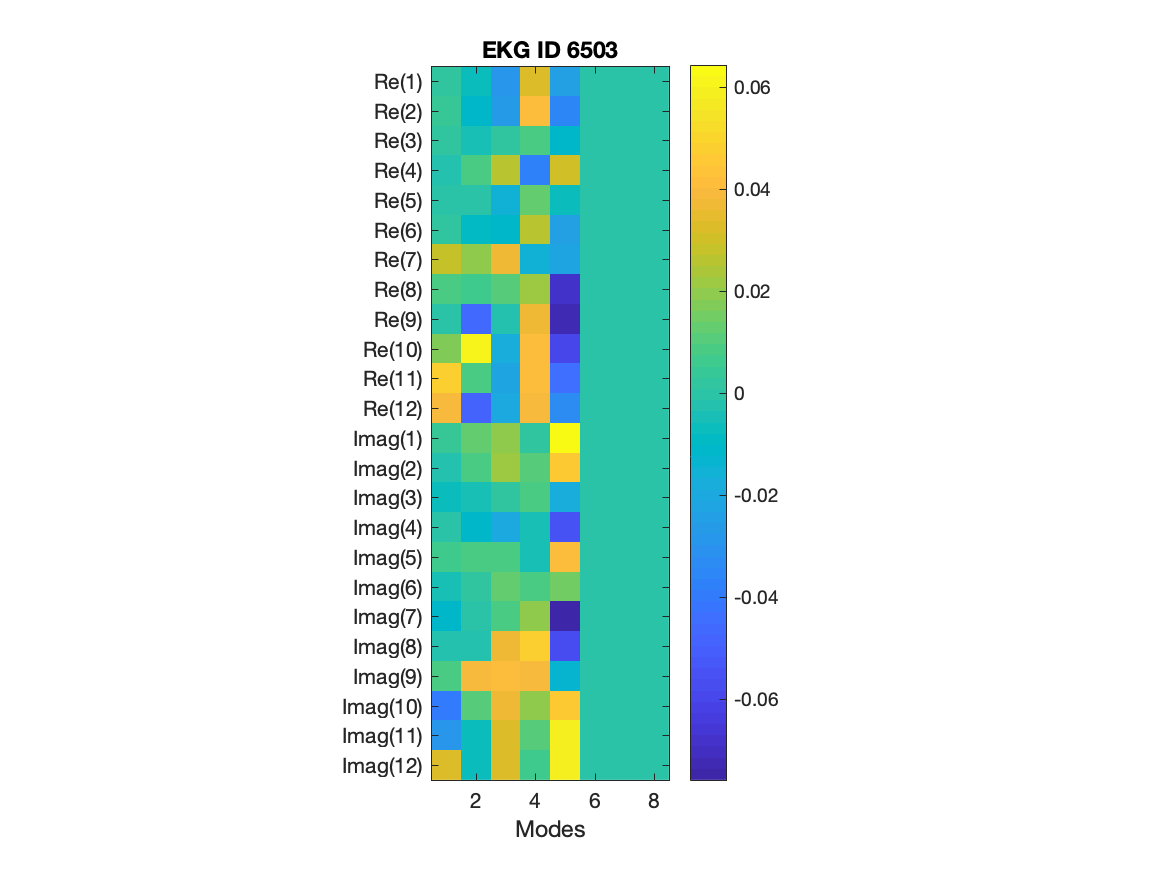 EKG ID 6503
Re(1)
Re(2)
Re(3)
Re(4)
Re(5)
Re(6)
Re(7)
Re(8)
Re(9)
Re(10)
Re(11)
Re(12)
Imag(1)
Imag(2)
Imag(3)
Imag(4)
Imag(5)
Imag(6)
Imag(7)
Imag(8)
Imag(9)
Imag(10)
Imag(11)
Imag(12)
2 4 6 8
Modes
0.06
0.04
0.02
0
-0.02
-0.04
-0.06